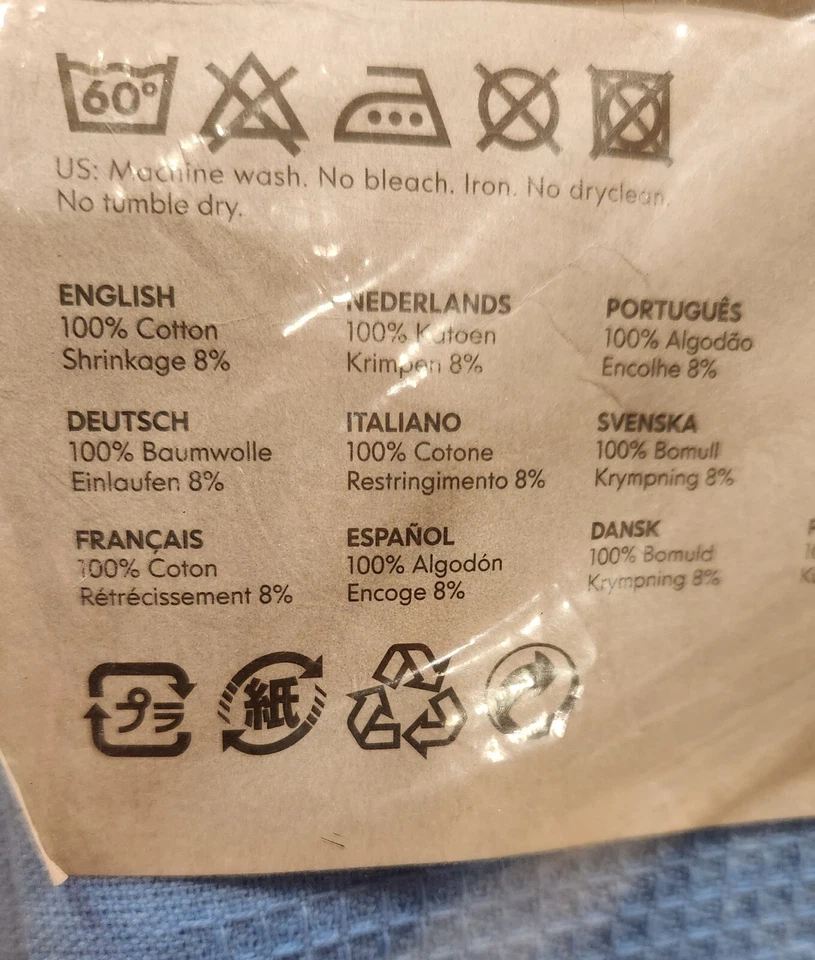 60°
US: Machine wash. No bleach. Iron. No dryclean.
No tumble dry.
ENGLISH
100% Cotton
Shrinkage 8%
DEUTSCH
100% Baumwolle
Einlaufen 8%
FRANÇAIS
100% Coton
Rétrécissement 8%
NEDERLANDS
100% Katoen
Krimpen 8%
ITALIANO
100% Cotone
Restringimento 8%
ESPAÑOL
100% Algodón
Encoge 8%
PORTUGUÊS
100% Algodão
Encolhe 8%
SVENSKA
100% Bomull
Krympning 8%
DANSK
100% Bomuld
Krympning 8%
プラ
紙